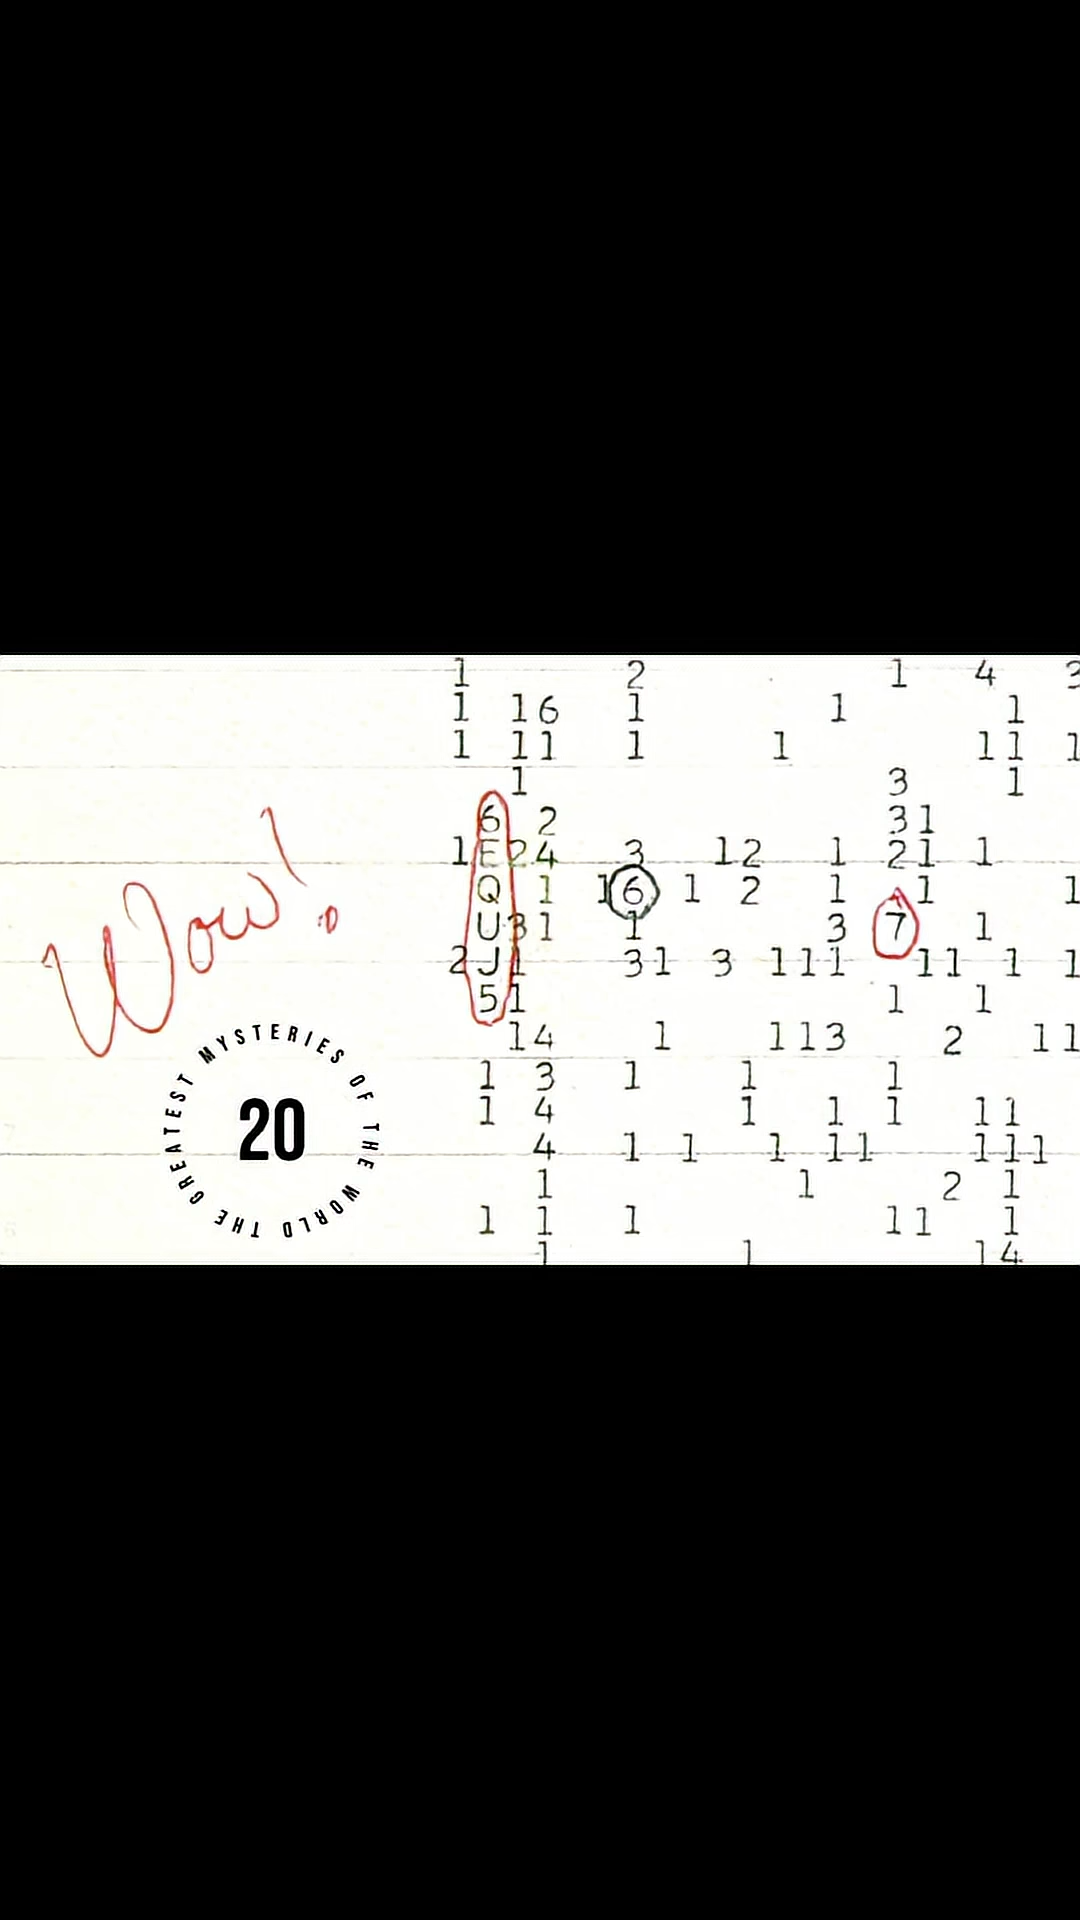 1 2 1 4 3
1 16 1 1 1
1 11 1 1 11 1
1 3 1
6 2 31
1E24 3 12 1 21 1
Q 1 16 1 2 1 1 1
U31 1 3 7 1
2J1 31 3 111 11 1 1
51 1 1
14 1 113 2 11
1 3 1 1 1
1 4 1 1 1 11
4 1 1 1 11 111
1 1 2 1
1 1 1 11 1
1 1 14
Wow!
20
THE GREATEST MYSTERIES OF THE WORLD